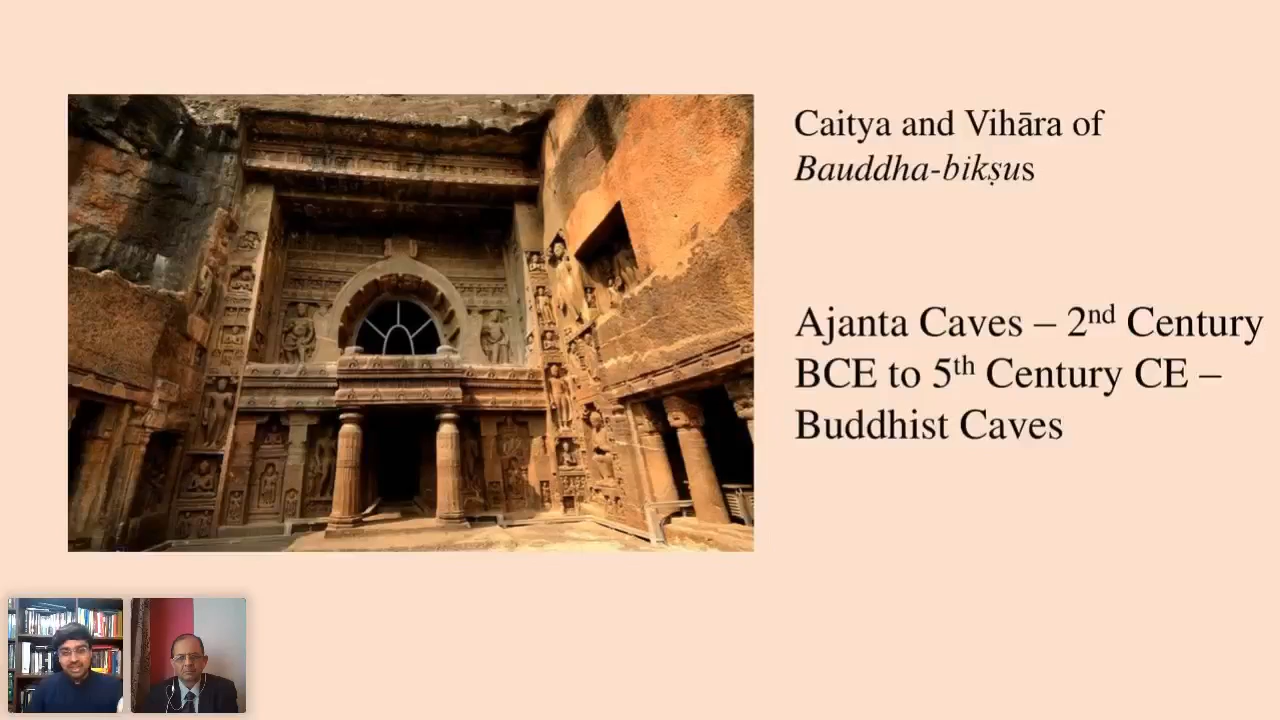 Caitya and Vihāra of
Bauddha-bikṣus
Ajanta Caves – 2nd Century
BCE to 5th Century CE –
Buddhist Caves